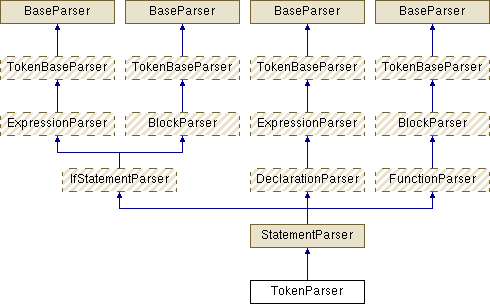 BaseParser BaseParser BaseParser BaseParser
TokenBaseParser TokenBaseParser TokenBaseParser TokenBaseParser
ExpressionParser BlockParser ExpressionParser BlockParser
IfStatementParser DeclarationParser FunctionParser
StatementParser
TokenParser